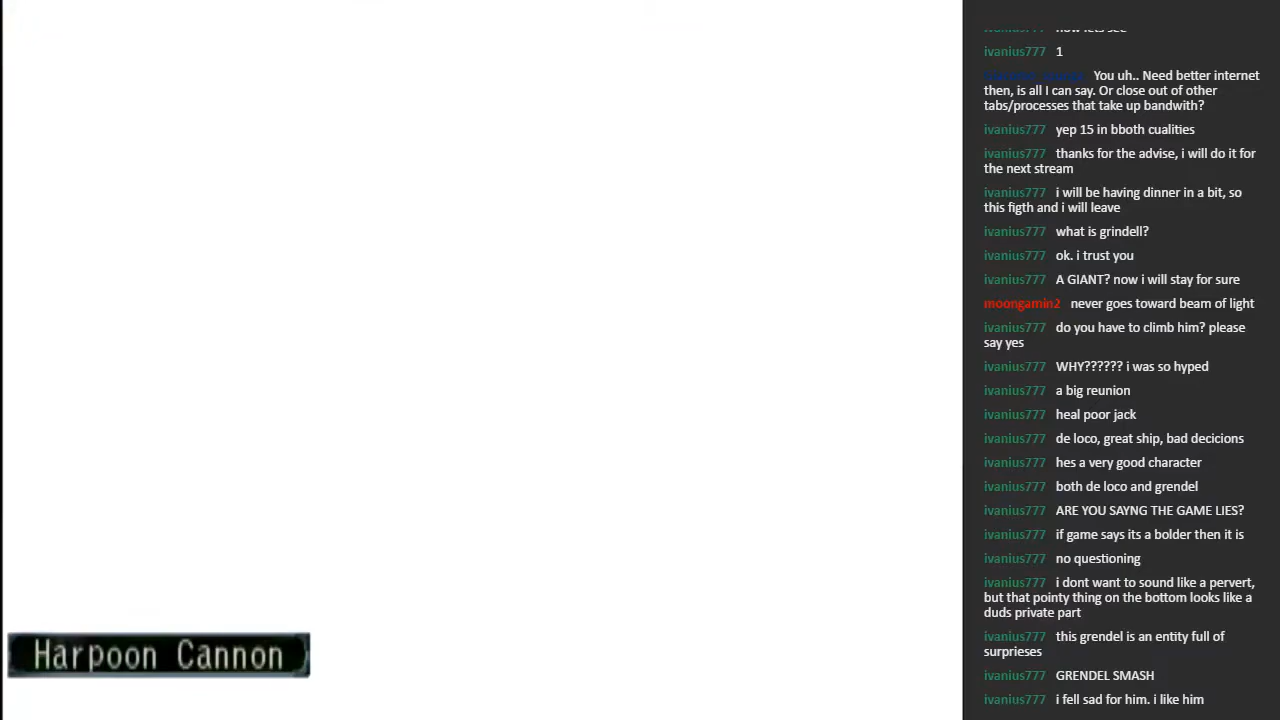 Harpoon Cannon
now lets see
ivanius777 1
You uh.. Need better internet
then, is all I can say. Or close out of other
tabs/processes that take up bandwith?
ivanius777 yep 15 in bboth cualities
ivanius777 thanks for the advise, i will do it for
the next stream
ivanius777 i will be having dinner in a bit, so
this figth and i will leave
ivanius777 what is grindell?
ivanius777 ok. i trust you
ivanius777 A GIANT? now i will stay for sure
moongamin2 never goes toward beam of light
ivanius777 do you have to climb him? please
say yes
ivanius777 WHY?????? i was so hyped
ivanius777 a big reunion
ivanius777 heal poor jack
ivanius777 de loco, great ship, bad decicions
ivanius777 hes a very good character
ivanius777 both de loco and grendel
ivanius777 ARE YOU SAYNG THE GAME LIES?
ivanius777 if game says its a bolder then it is
ivanius777 no questioning
ivanius777 i dont want to sound like a pervert,
but that pointy thing on the bottom looks like a
duds private part
ivanius777 this grendel is an entity full of
surprieses
ivanius777 GRENDEL SMASH
ivanius777 i fell sad for him. i like him